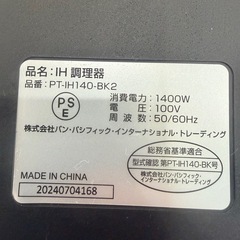 品名：IH 調理器
品番：PT-IH140-BK2
PS
E
消費電力：1400W
電圧：100V
周波数：50/60Hz
株式会社パン・パシフィック・インターナショナル・トレーディング
MADE IN CHINA
20240704168
総務省基準適合
型式確認 第PT-IH140-BK号
株式会社パン・パシフィック・
インターナショナル・トレーディング